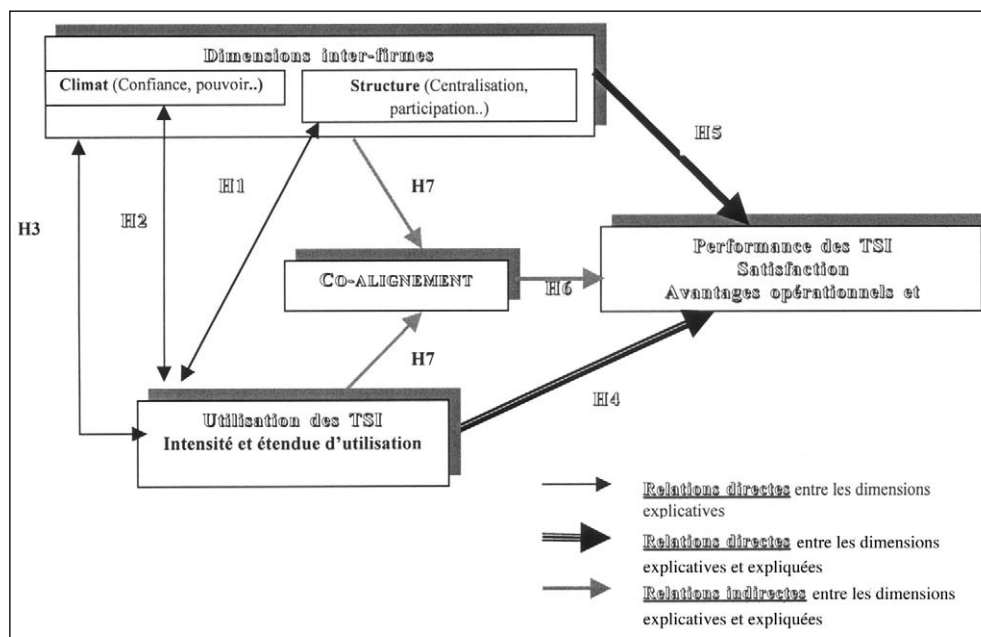 Dimensions inter-firmes
Climat (Confiance, pouvoir..)
Structure (Centralisation,
participation..)
H5
H7
H1
H2
H3
Performance des TSI
Satisfaction
Avantages opérationnels et
CO-ALIGNEMENT
H6
H7
H4
Utilisation des TSI
Intensité et étendue d'utilisation
Relations directes entre les dimensions
explicatives
Relations directes entre les dimensions
explicatives et expliquées
Relations indirectes entre les dimensions
explicatives et expliquées